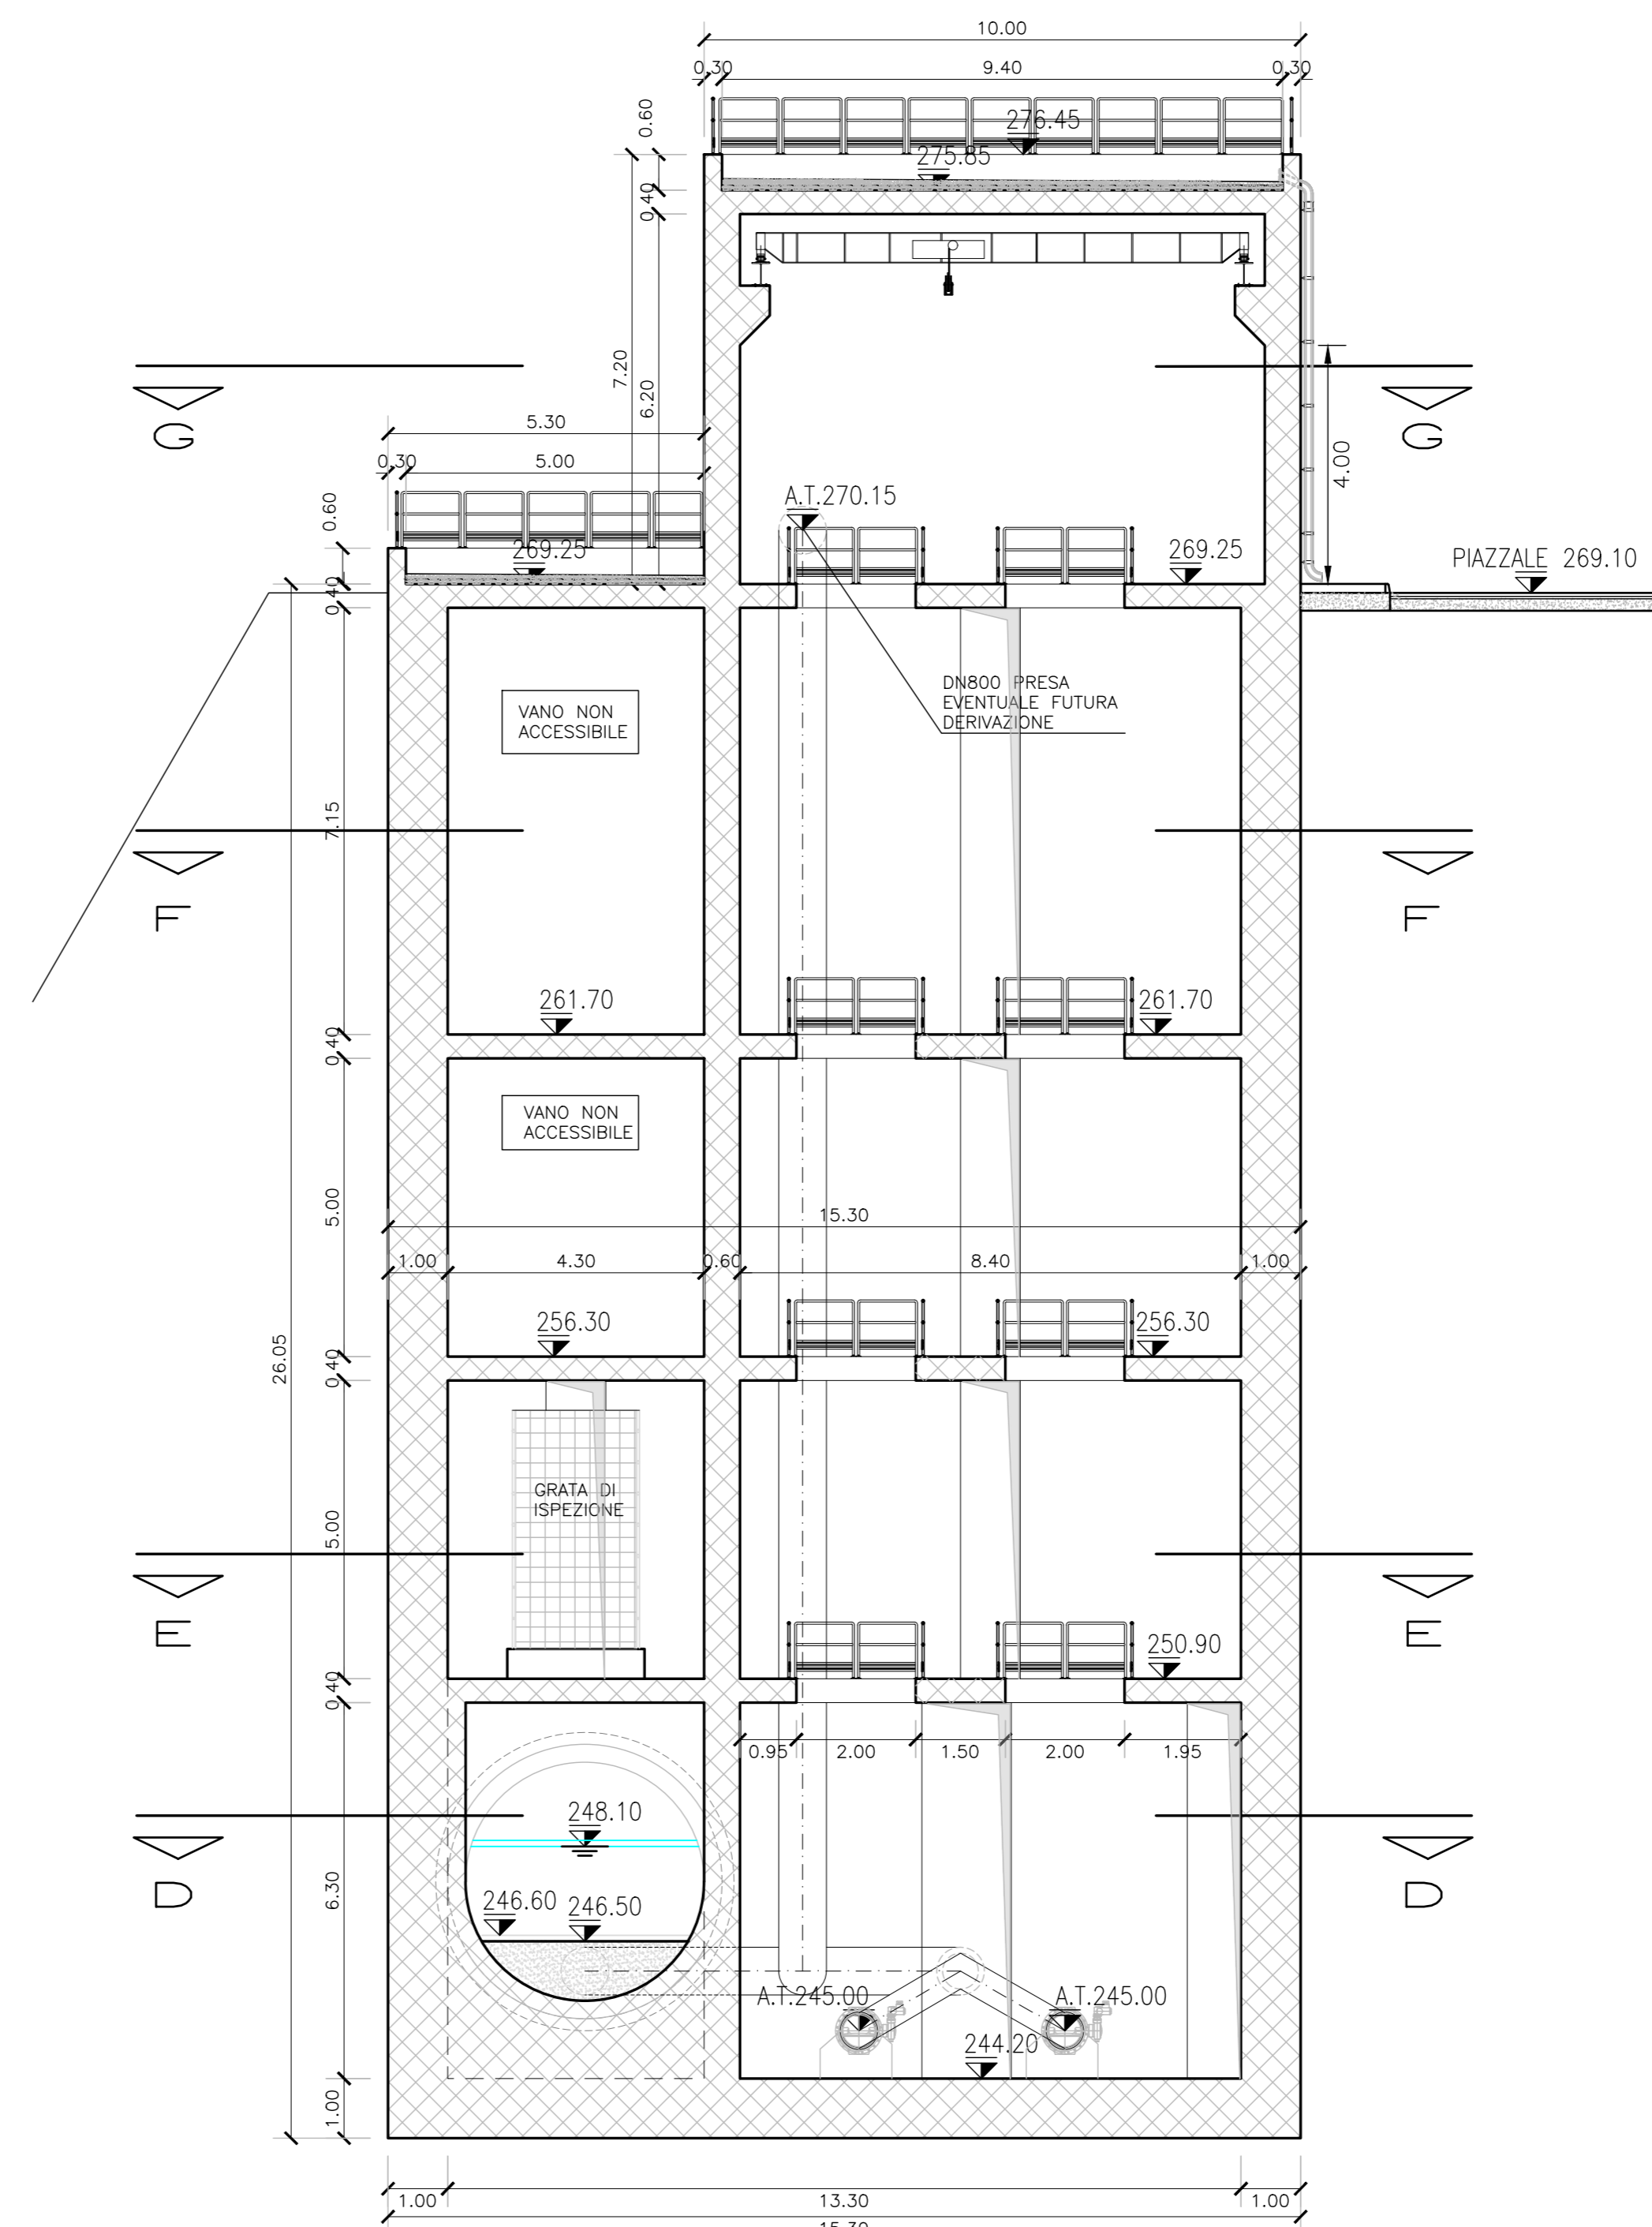 10.00
0.30 9.40 0.30
0.60
276.45
275.85
0.40
7.20
6.20
G G
5.30
4.00
0.30 5.00
A.T.270.15
0.60
269.25 269.25
PIAZZALE 269.10
0.40
DN800 PRESA
EVENTUALE FUTURA
DERIVAZIONE
VANO NON
ACCESSIBILE
7.15
F F
261.70 261.70
0.40
VANO NON
ACCESSIBILE
5.00
15.30
1.00 4.30 0.60 8.40 1.00
256.30 256.30
26.05
0.40
GRATA DI
ISPEZIONE
5.00
E E
250.90
0.40
0.95 2.00 1.50 2.00 1.95
248.10
D D
6.30
246.60 246.50
A.T.245.00 A.T.245.00
244.20
1.00
1.00 13.30 1.00
15.30